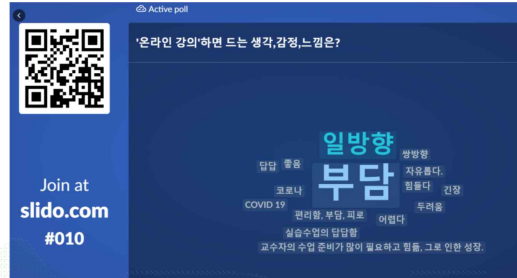 Active poll
'온라인 강의'하면 드는 생각,감정,느낌은?
Join at
slido.com
#010
일방향
쌍방향
답답 좋음
자유롭다.
부담
코로나
힘들다 긴장
COVID 19
두려움
편리함, 부담, 피로 어렵다
실습수업의 답답함
교수자의 수업 준비가 많이 필요하고 힘듦, 그로 인한 성장.